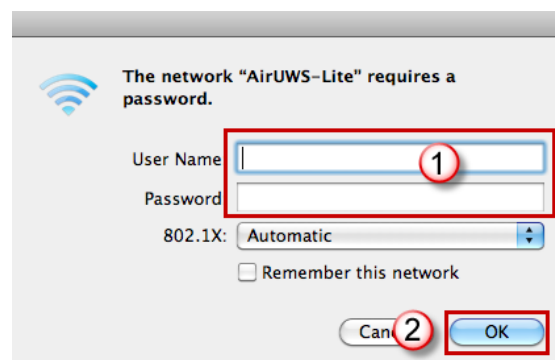 The network "AirUWS-Lite" requires a
password.
User Name
1
Password
802.1X: Automatic
Remember this network
2 OK